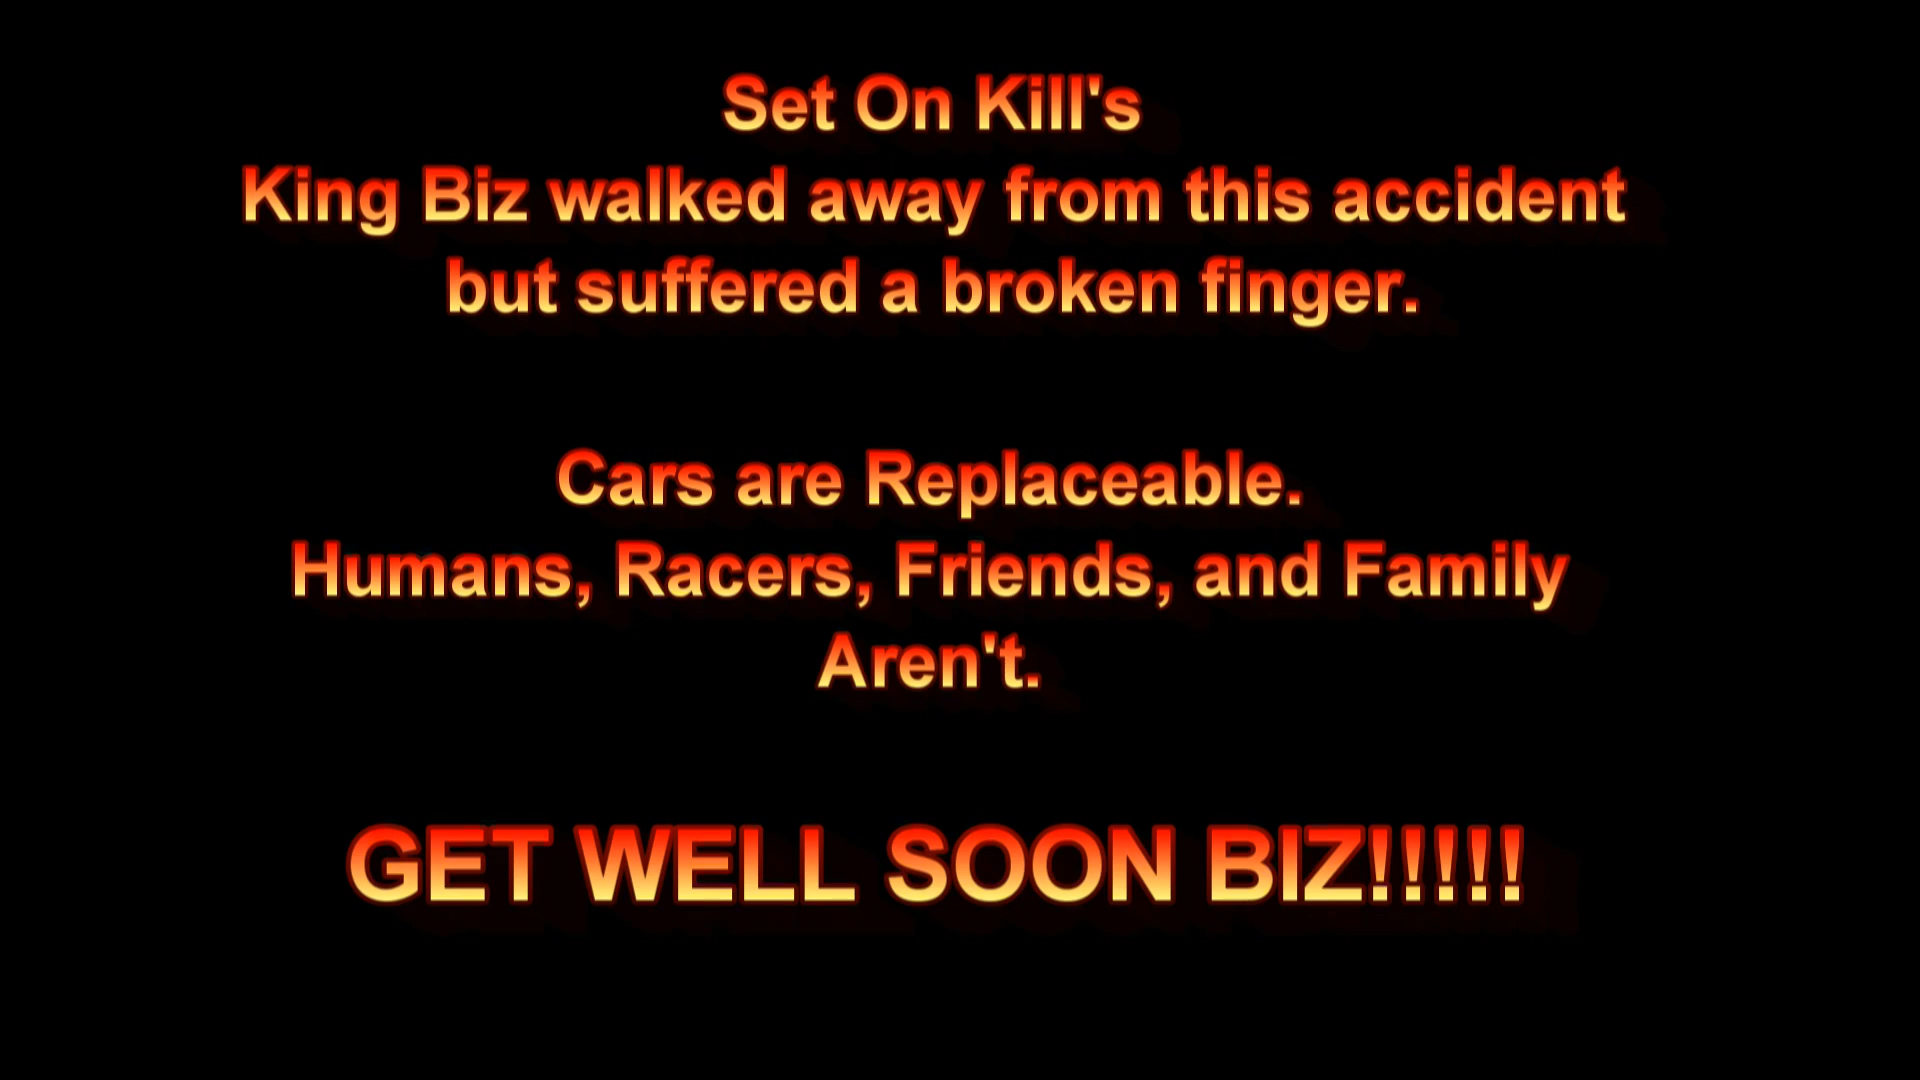 Set On Kill's
King Biz walked away from this accident
but suffered a broken finger.
Cars are Replaceable.
Humans, Racers, Friends, and Family
Aren't.
GET WELL SOON BIZ!!!!!